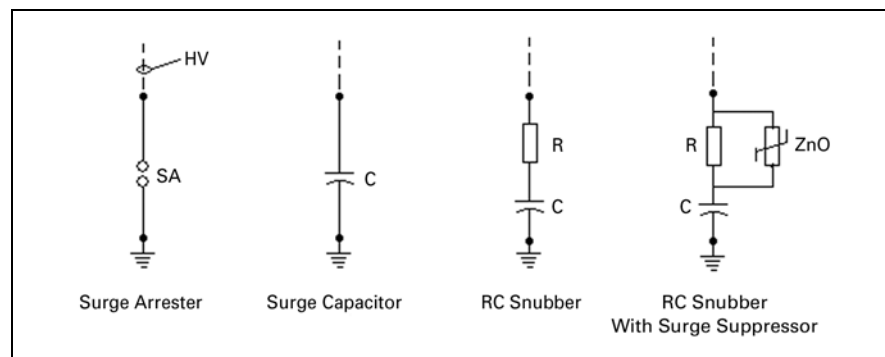 HV
SA
C
R
C
R
ZnO
C
Surge Arrester
Surge Capacitor
RC Snubber
RC Snubber
With Surge Suppressor